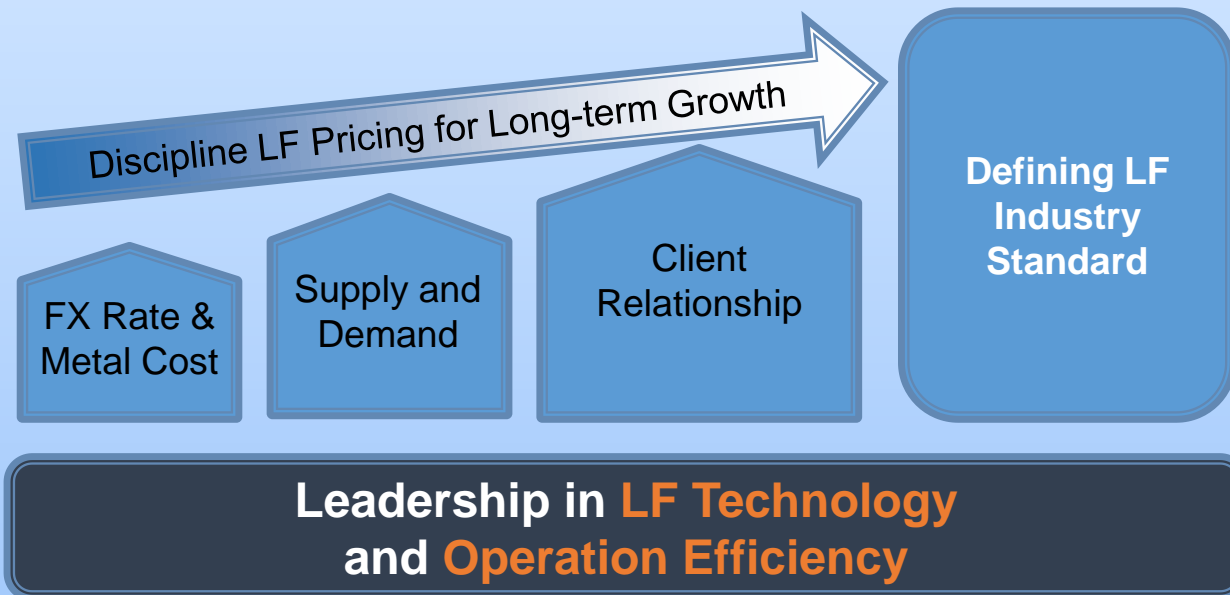 Discipline LF Pricing for Long-term Growth
FX Rate &
Metal Cost
Supply and
Demand
Client
Relationship
Defining LF
Industry
Standard
Leadership in LF Technology
and Operation Efficiency